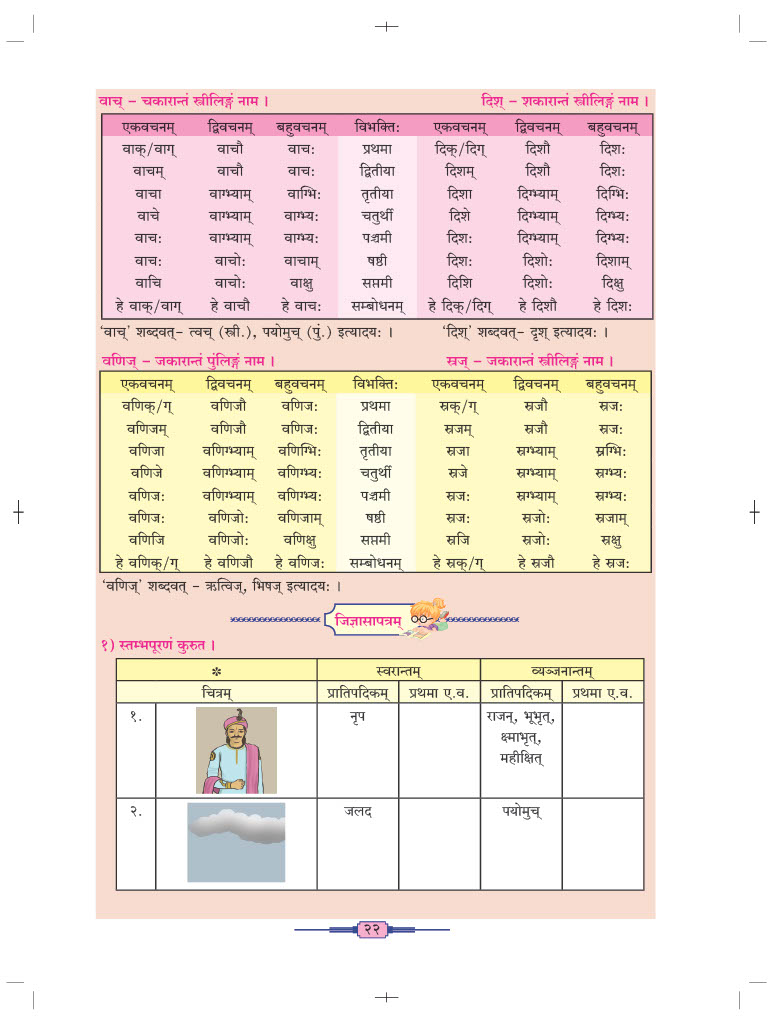 वाच् – चकारान्तं स्त्रीलिङ्गं नाम । दिश् – शकारान्तं स्त्रीलिङ्गं नाम ।
एकवचनम् द्विवचनम् बहुवचनम् विभक्तिः एकवचनम् द्विवचनम् बहुवचनम्
वाक्/वाग् वाचौ वाचः प्रथमा दिक्/दिग् दिशौ दिशः
वाचम् वाचौ वाचः द्वितीया दिशम् दिशौ दिशः
वाचा वाग्भ्याम् वाग्भिः तृतीया दिशा दिग्भ्याम् दिग्भिः
वाचे वाग्भ्याम् वाग्भ्यः चतुर्थी दिशे दिग्भ्याम् दिग्भ्यः
वाचः वाग्भ्याम् वाग्भ्यः पञ्चमी दिशः दिग्भ्याम् दिग्भ्यः
वाचः वाचोः वाचाम् षष्ठी दिशः दिशोः दिशाम्
वाचि वाचोः वाक्षु सप्तमी दिशि दिशोः दिक्षु
हे वाक्/वाग् हे वाचौ हे वाचः सम्बोधनम् हे दिक्/दिग् हे दिशौ हे दिशः
'वाच्' शब्दवत्– त्वच् (स्त्री.), पयोमुच् (पुं.) इत्यादयः । 'दिश्' शब्दवत्– दृश् इत्यादयः ।
वणिज् – जकारान्तं पुंलिङ्गं नाम । स्रज् – जकारान्तं स्त्रीलिङ्गं नाम ।
एकवचनम् द्विवचनम् बहुवचनम् विभक्तिः एकवचनम् द्विवचनम् बहुवचनम्
वणिक्/ग् वणिजौ वणिजः प्रथमा स्रक्/ग् स्रजौ स्रजः
वणिजम् वणिजौ वणिजः द्वितीया स्रजम् स्रजौ स्रजः
वणिजा वणिग्भ्याम् वणिग्भिः तृतीया स्रजा स्रग्भ्याम् स्रग्भिः
वणिजे वणिग्भ्याम् वणिग्भ्यः चतुर्थी स्रजे स्रग्भ्याम् स्रग्भ्यः
वणिजः वणिग्भ्याम् वणिग्भ्यः पञ्चमी स्रजः स्रग्भ्याम् स्रग्भ्यः
वणिजः वणिजोः वणिजाम् षष्ठी स्रजः स्रजोः स्रजाम्
वणिजि वणिजोः वणिक्षु सप्तमी स्रजि स्रजोः स्रक्षु
हे वणिक्/ग् हे वणिजौ हे वणिजः सम्बोधनम् हे स्रक्/ग् हे स्रजौ हे स्रजः
'वणिज्' शब्दवत् – ऋत्विज्, भिषज् इत्यादयः ।
जिज्ञासापत्रम्
१) स्तम्भपूरणं कुरुत ।
✽ स्वरान्तम् व्यञ्जनान्तम्
चित्रम् प्रातिपदिकम् प्रथमा ए.व. प्रातिपदिकम् प्रथमा ए.व.
१. नृप राजन्, भूभृत्,
क्ष्माभृत्,
महीक्षित्
२. जलद पयोमुच्
२२